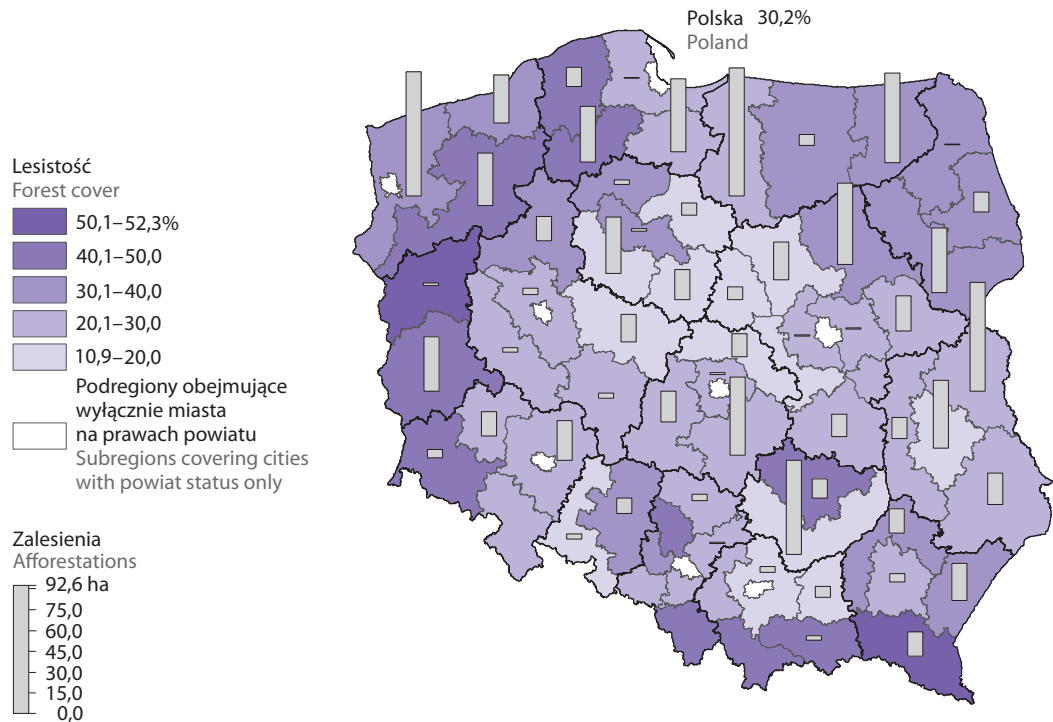 Polska 30,2%
Poland
Lesistość
Forest cover
50,1–52,3%
40,1–50,0
30,1–40,0
20,1–30,0
10,9–20,0
Podregiony obejmujące
wyłącznie miasta
na prawach powiatu
Subregions covering cities
with powiat status only
Zalesienia
Afforestations
92,6 ha
75,0
60,0
45,0
30,0
15,0
0,0